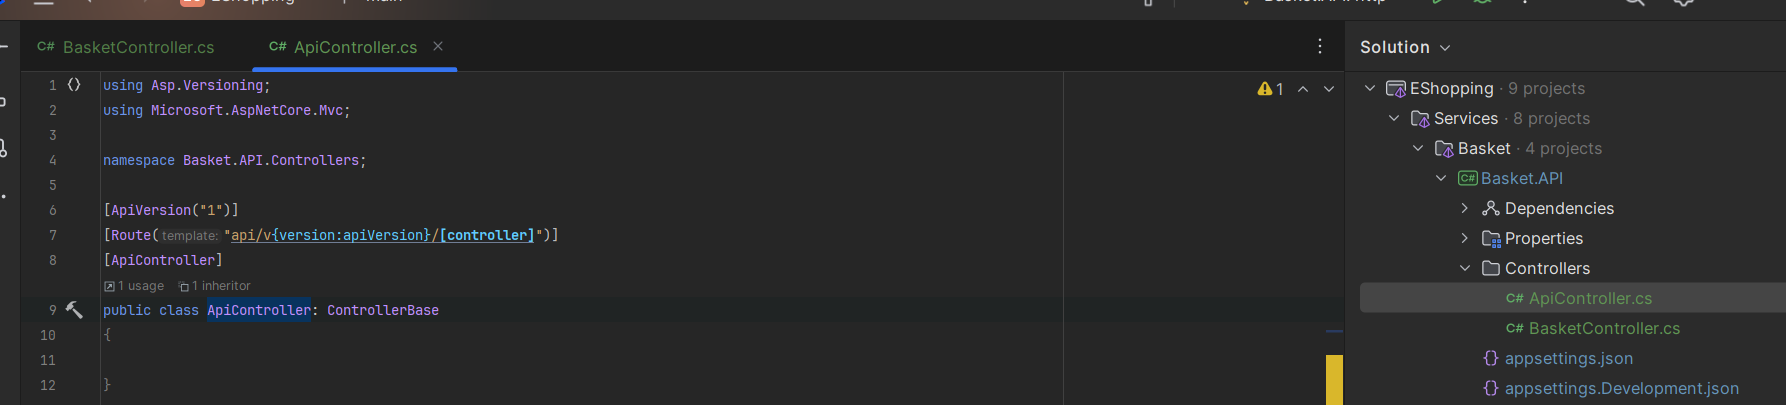 BasketController.cs
ApiController.cs
Solution
1 using Asp.Versioning;
2 using Microsoft.AspNetCore.Mvc;
3
4 namespace Basket.API.Controllers;
5
6 [ApiVersion("1")]
7 [Route(template:"api/v{version:apiVersion}/[controller]")]
8 [ApiController]
1 usage 1 inheritor
9 public class ApiController: ControllerBase
10 {
11
12 }
1
EShopping · 9 projects
Services · 8 projects
Basket · 4 projects
C# Basket.API
Dependencies
Properties
Controllers
C# ApiController.cs
C# BasketController.cs
{} appsettings.json
{} appsettings.Development.json